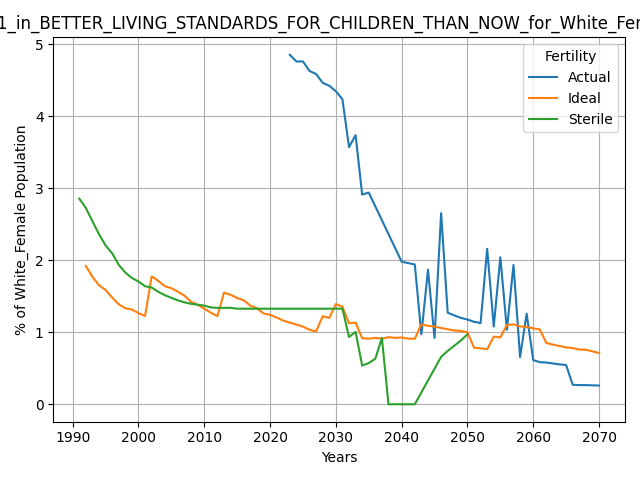 1_in_BETTER_LIVING_STANDARDS_FOR_CHILDREN_THAN_NOW_for_White_Fe
Fertility
Actual
Ideal
Sterile
% of White_Female Population
5
4
3
2
1
0
1990 2000 2010 2020 2030 2040 2050 2060 2070
Years